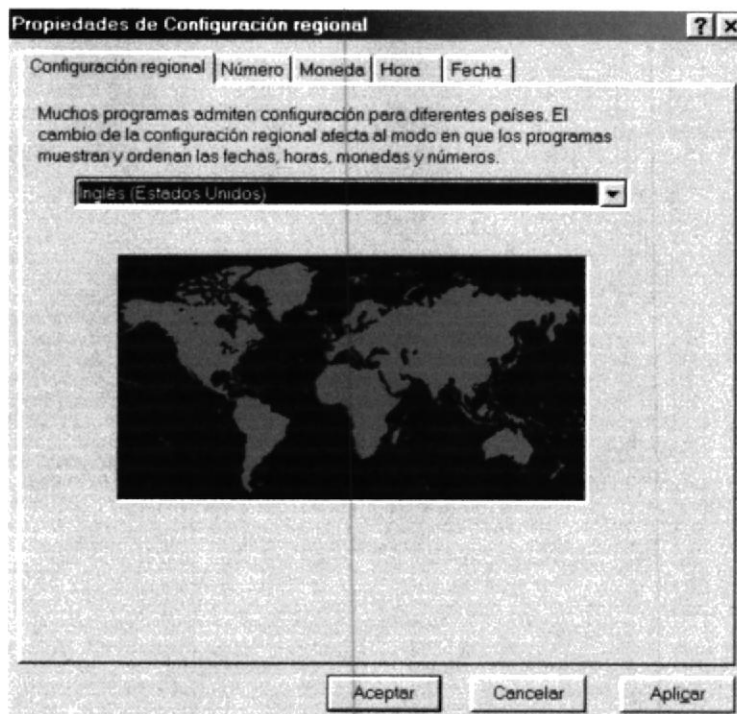 Propiedades de Configuración regional
Configuración regional Número Moneda Hora Fecha
Muchos programas admiten configuración para diferentes países. El
cambio de la configuración regional afecta al modo en que los programas
muestran y ordenan las fechas, horas, monedas y números.
Inglés (Estados Unidos)
Aceptar Cancelar Aplicar